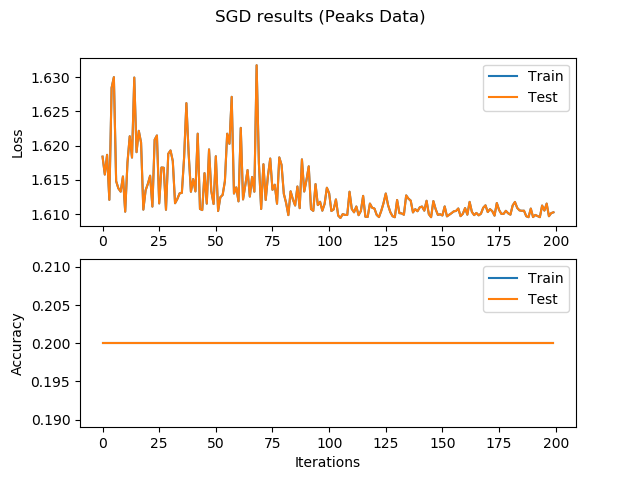 SGD results (Peaks Data)
1.630
1.625
1.620
1.615
1.610
Loss
Train
Test
0 25 50 75 100 125 150 175 200
0.210
0.205
0.200
0.195
0.190
Accuracy
Train
Test
0 25 50 75 100 125 150 175 200
Iterations